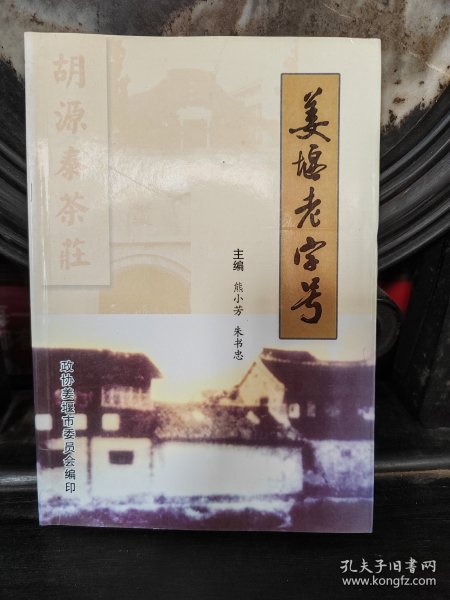 姜堰老字号
主编 熊小芳 朱书忠
胡源泰茶莊
政协姜堰市委员会编印
孔夫子旧书网
www.kongfz.com